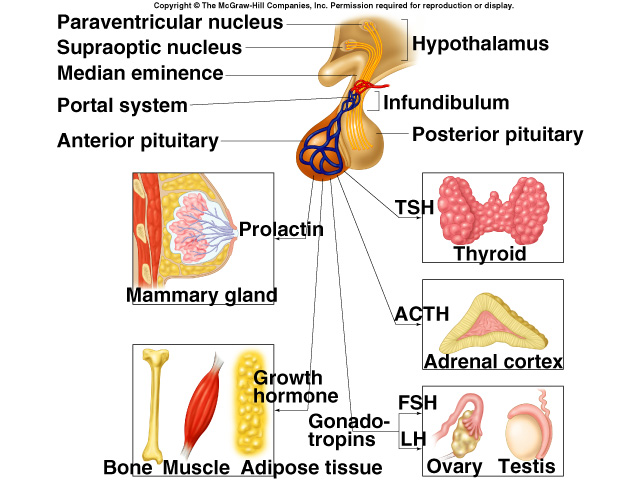 Copyright © The McGraw-Hill Companies, Inc. Permission required for reproduction or display.
Paraventricular nucleus
Supraoptic nucleus
Median eminence
Portal system
Anterior pituitary
Hypothalamus
Infundibulum
Posterior pituitary
Prolactin
Mammary gland
TSH
Thyroid
ACTH
Adrenal cortex
Growth
hormone
Bone Muscle Adipose tissue
Gonado-
tropins
FSH
LH
Ovary Testis